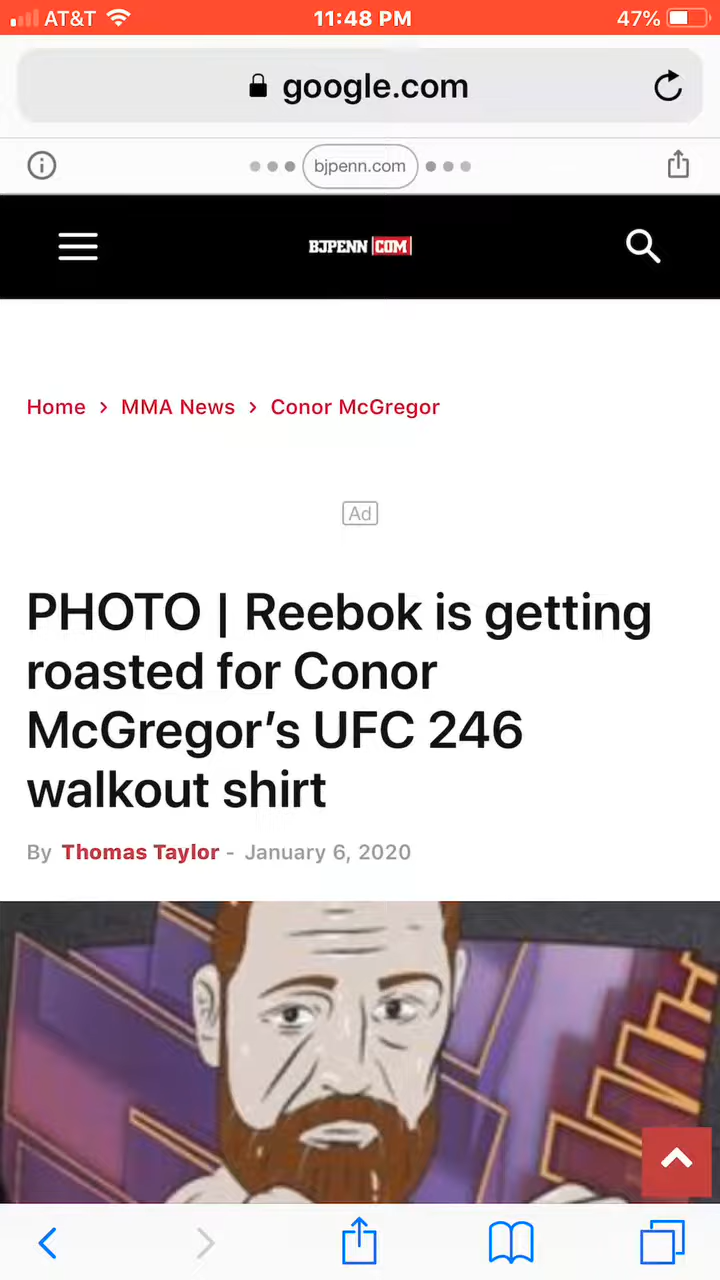 AT&T 11:48 PM 47%
google.com
bjpenn.com
BJPENN COM
Home > MMA News > Conor McGregor
Ad
PHOTO | Reebok is getting
roasted for Conor
McGregor’s UFC 246
walkout shirt
By Thomas Taylor - January 6, 2020